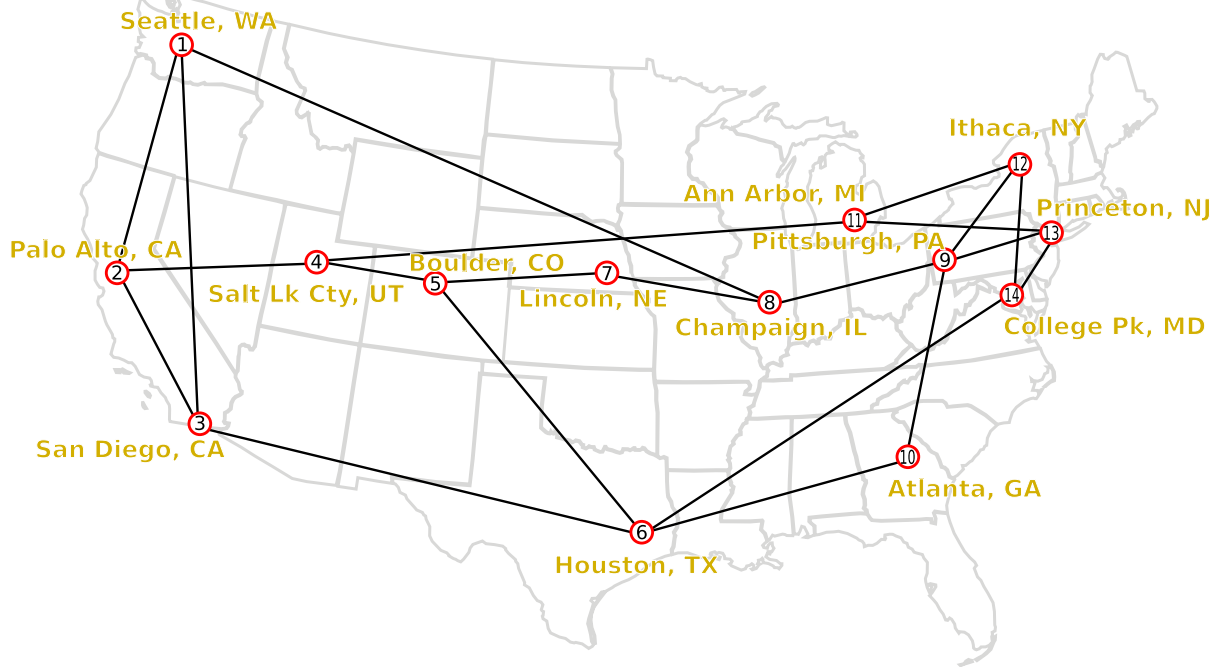 Seattle, WA
1
Ithaca, NY
12
Ann Arbor, MI
11
Princeton, NJ
13
Pittsburgh, PA
9
Palo Alto, CA
2
4
Salt Lk Cty, UT
Boulder, CO
5
7
Lincoln, NE
8
Champaign, IL
14
College Pk, MD
3
San Diego, CA
10
Atlanta, GA
6
Houston, TX